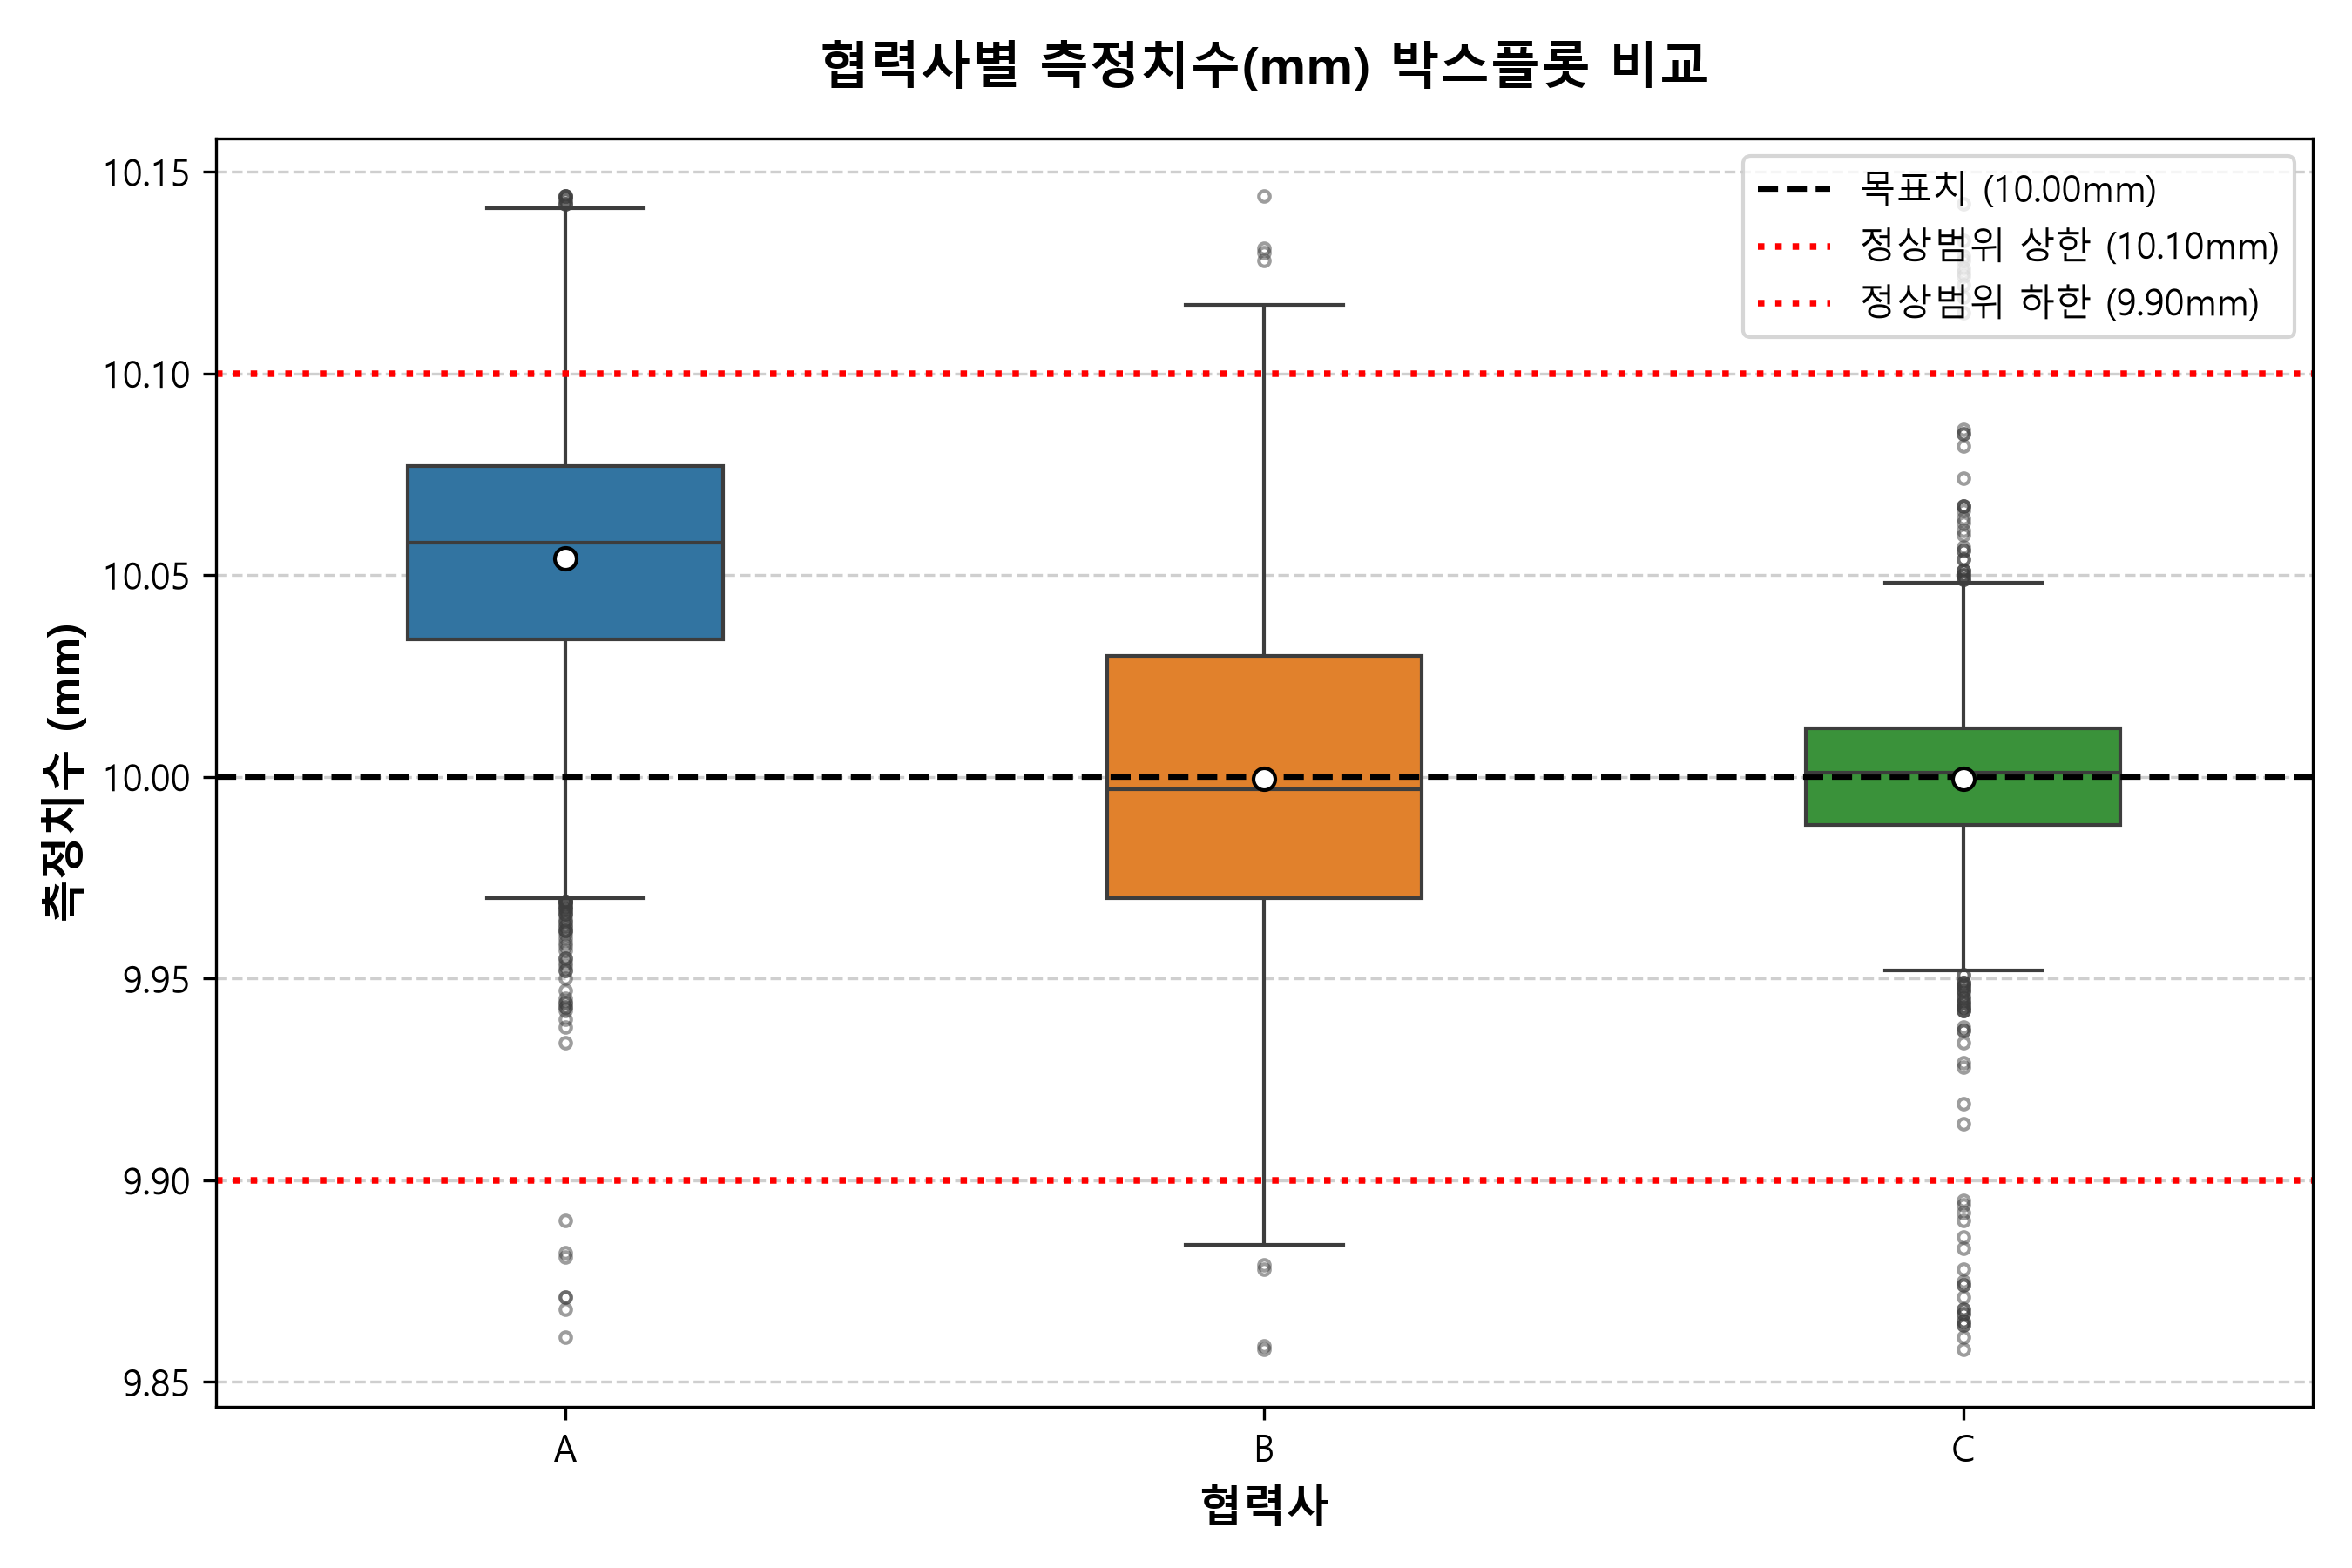 협력사별 측정치수(mm) 박스플롯 비교
목표치 (10.00mm)
정상범위 상한 (10.10mm)
정상범위 하한 (9.90mm)
측정치수 (mm)
10.15
10.10
10.05
10.00
9.95
9.90
9.85
A
B
C
협력사